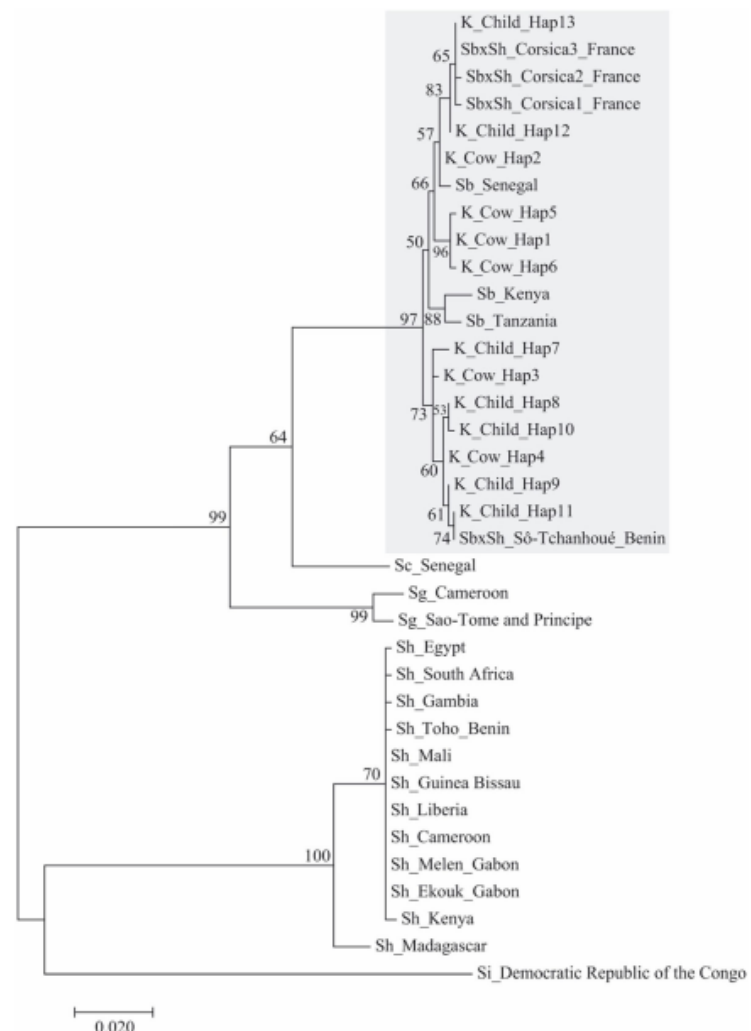 K_Child_Hap13
65
SbxSh_Corsica3_France
SbxSh_Corsica2_France
83
SbxSh_Corsica1_France
K_Child_Hap12
57
K_Cow_Hap2
66
Sb_Senegal
K_Cow_Hap5
50
K_Cow_Hap1
96
K_Cow_Hap6
Sb_Kenya
97
88
Sb_Tanzania
K_Child_Hap7
K_Cow_Hap3
73
53
K_Child_Hap8
K_Child_Hap10
64
K_Cow_Hap4
60
K_Child_Hap9
61
K_Child_Hap11
99
74
SbxSh_Sô-Tchanhoué_Benin
Sc_Senegal
Sg_Cameroon
99
Sg_Sao-Tome and Principe
Sh_Egypt
Sh_South Africa
Sh_Gambia
Sh_Toho_Benin
Sh_Mali
70
Sh_Guinea Bissau
Sh_Liberia
Sh_Cameroon
100
Sh_Melen_Gabon
Sh_Ekouk_Gabon
Sh_Kenya
Sh_Madagascar
Si_Democratic Republic of the Congo
0.020